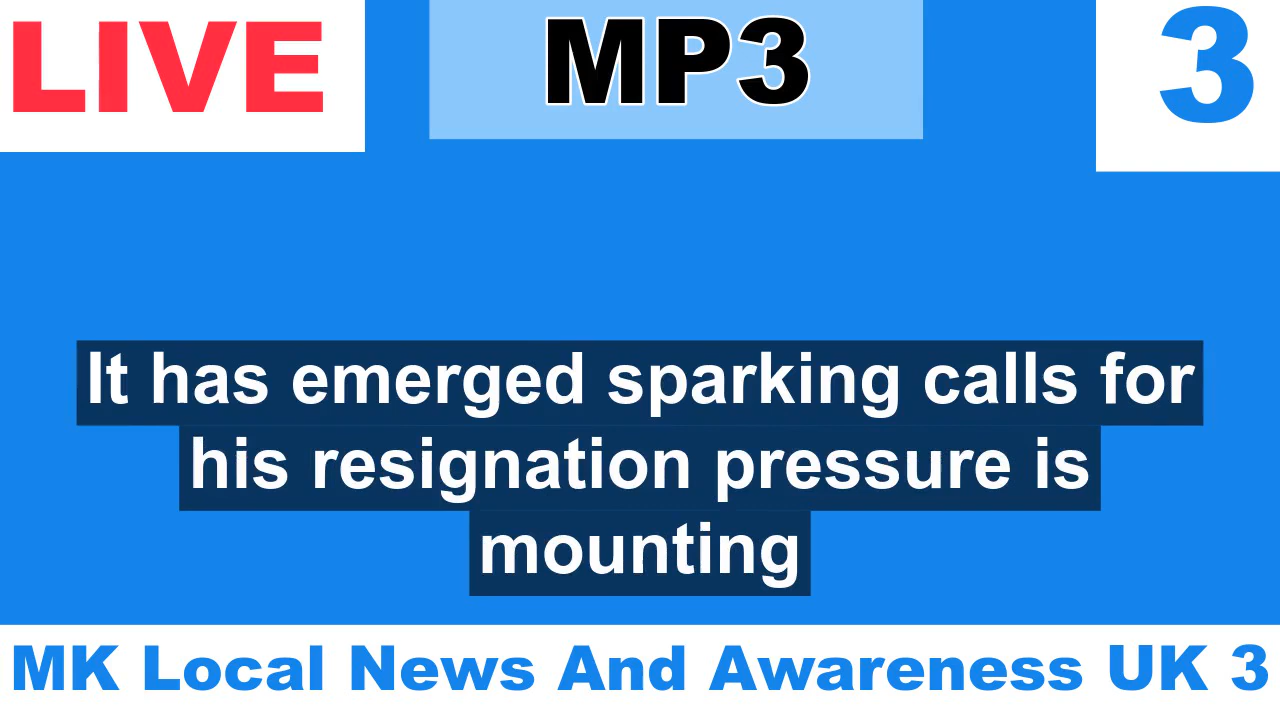 LIVE
MP3
3
It has emerged sparking calls for
his resignation pressure is
mounting
MK Local News And Awareness UK 3